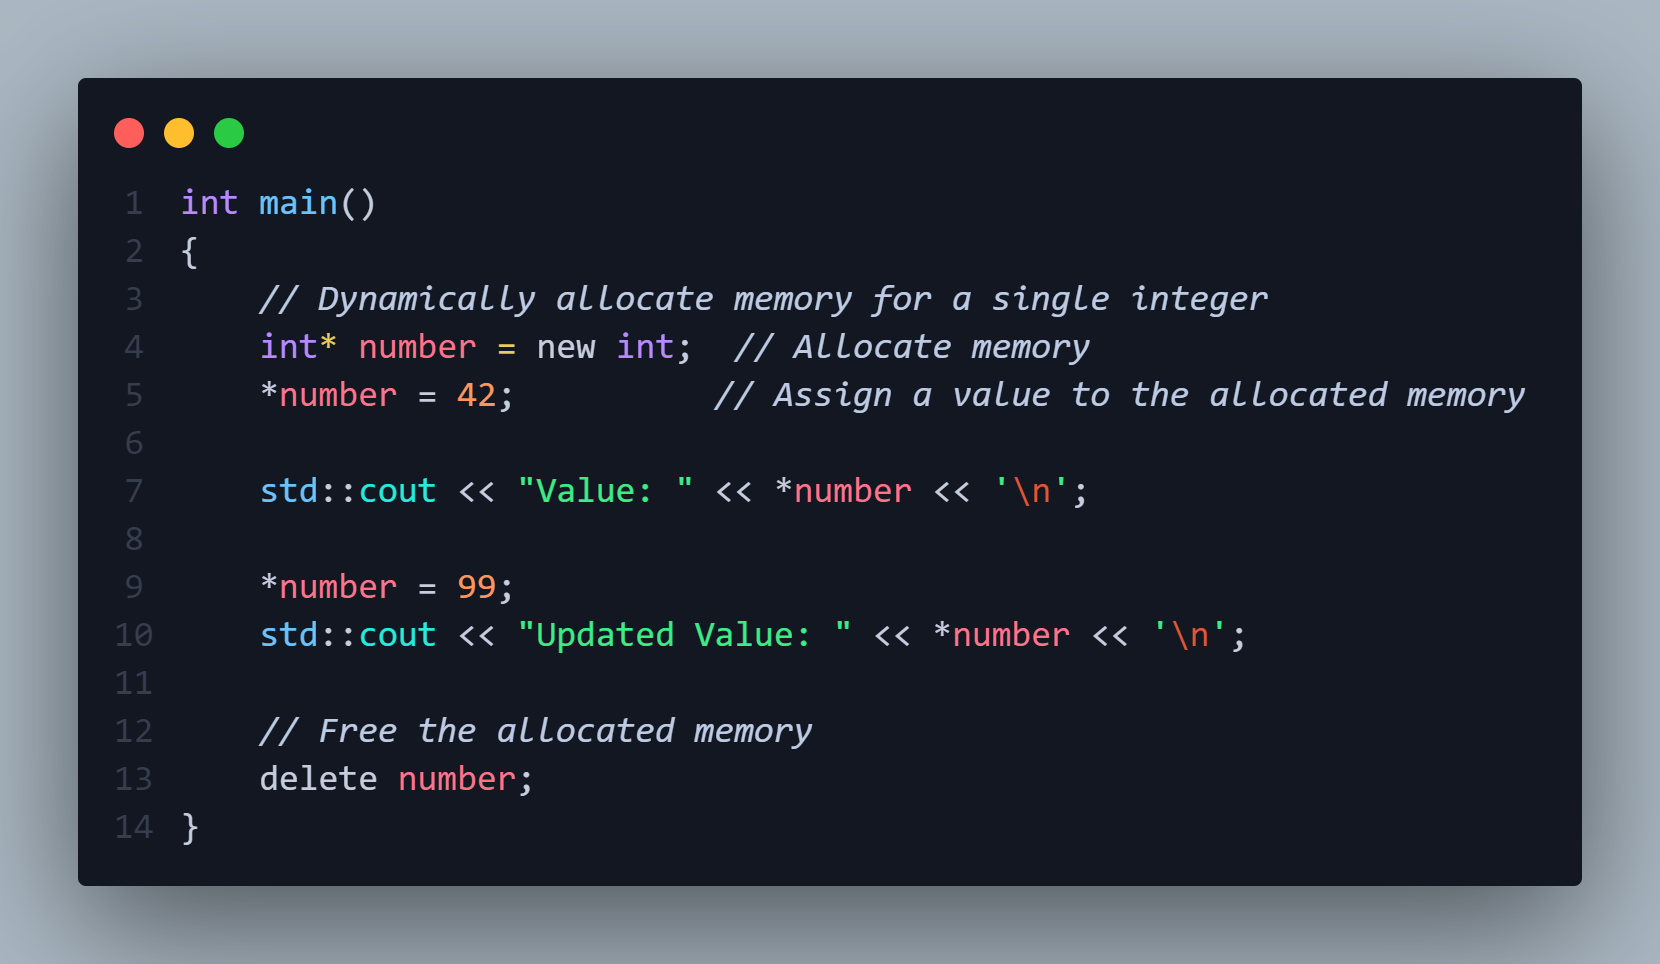 1 int main()
2 {
3     // Dynamically allocate memory for a single integer
4     int* number = new int;  // Allocate memory
5     *number = 42;          // Assign a value to the allocated memory
6
7     std::cout << "Value: " << *number << '\n';
8
9     *number = 99;
10     std::cout << "Updated Value: " << *number << '\n';
11
12     // Free the allocated memory
13     delete number;
14 }